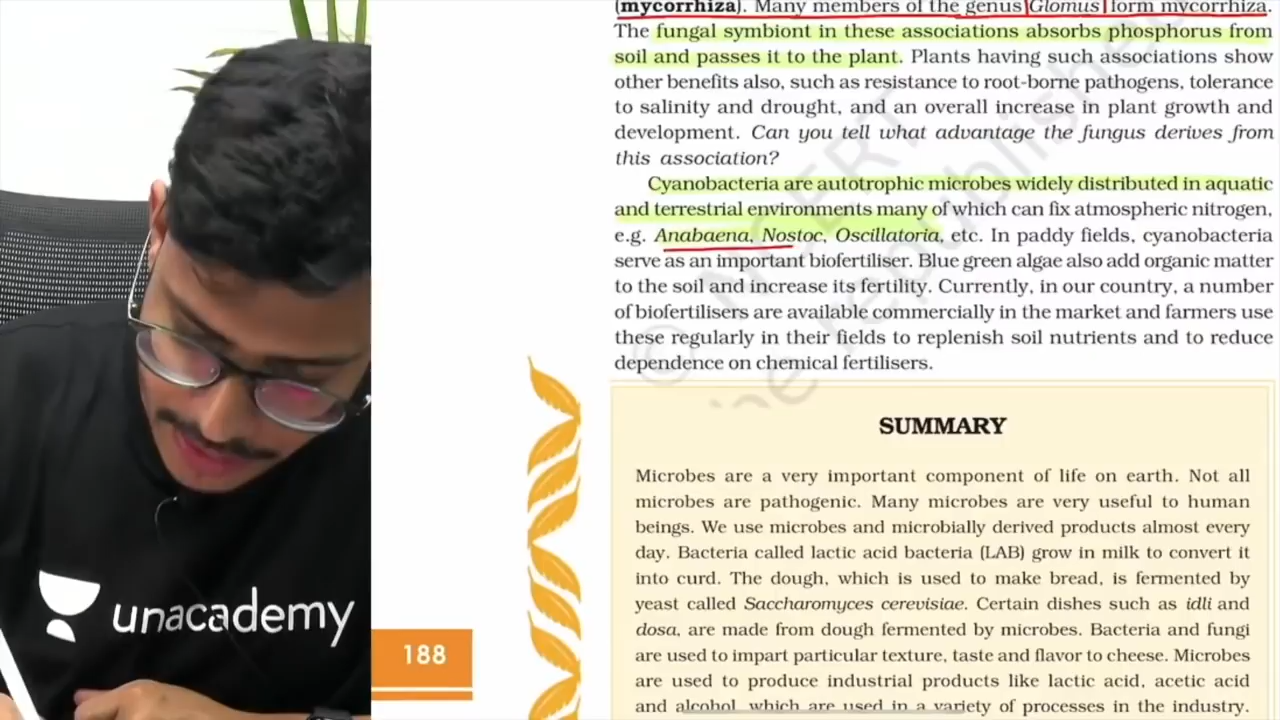 (mycorrhiza). Many members of the genus Glomus form mycorrhiza.
The fungal symbiont in these associations absorbs phosphorus from
soil and passes it to the plant. Plants having such associations show
other benefits also, such as resistance to root-borne pathogens, tolerance
to salinity and drought, and an overall increase in plant growth and
development. Can you tell what advantage the fungus derives from
this association?
Cyanobacteria are autotrophic microbes widely distributed in aquatic
and terrestrial environments many of which can fix atmospheric nitrogen,
e.g. Anabaena, Nostoc, Oscillatoria, etc. In paddy fields, cyanobacteria
serve as an important biofertiliser. Blue green algae also add organic matter
to the soil and increase its fertility. Currently, in our country, a number
of biofertilisers are available commercially in the market and farmers use
these regularly in their fields to replenish soil nutrients and to reduce
dependence on chemical fertilisers.
SUMMARY
Microbes are a very important component of life on earth. Not all
microbes are pathogenic. Many microbes are very useful to human
beings. We use microbes and microbially derived products almost every
day. Bacteria called lactic acid bacteria (LAB) grow in milk to convert it
into curd. The dough, which is used to make bread, is fermented by
yeast called Saccharomyces cerevisiae. Certain dishes such as idli and
dosa, are made from dough fermented by microbes. Bacteria and fungi
are used to impart particular texture, taste and flavor to cheese. Microbes
are used to produce industrial products like lactic acid, acetic acid
and alcohol, which are used in a variety of processes in the industry.
188
unacademy
© NCERT
be republished